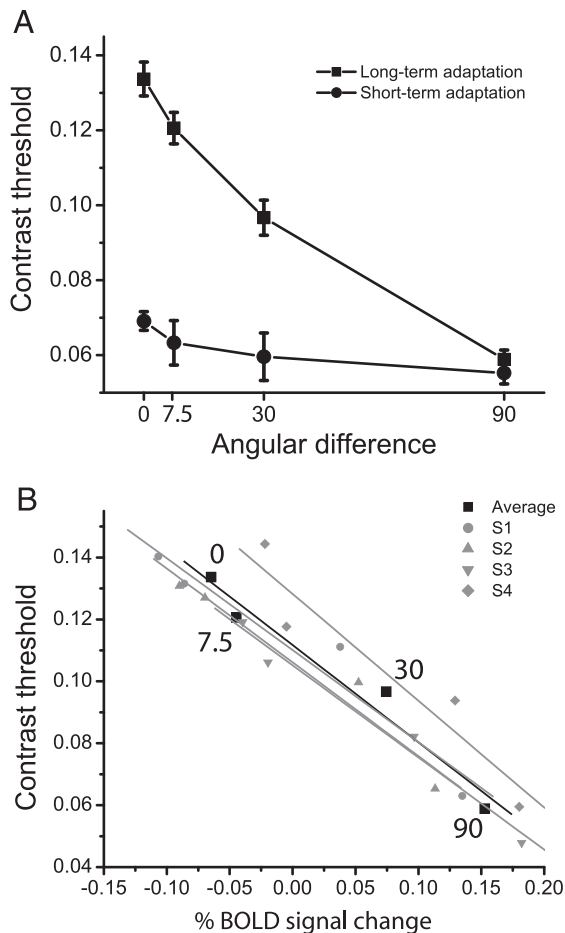 A
Contrast threshold
0.14
0.12
0.10
0.08
0.06
Long-term adaptation
Short-term adaptation
0 7.5 30 90
Angular difference
B
Contrast threshold
0.14
0.12
0.10
0.08
0.06
0.04
Average
S1
S2
S3
S4
0
7.5
30
90
-0.15 -0.10 -0.05 0.00 0.05 0.10 0.15 0.20
% BOLD signal change